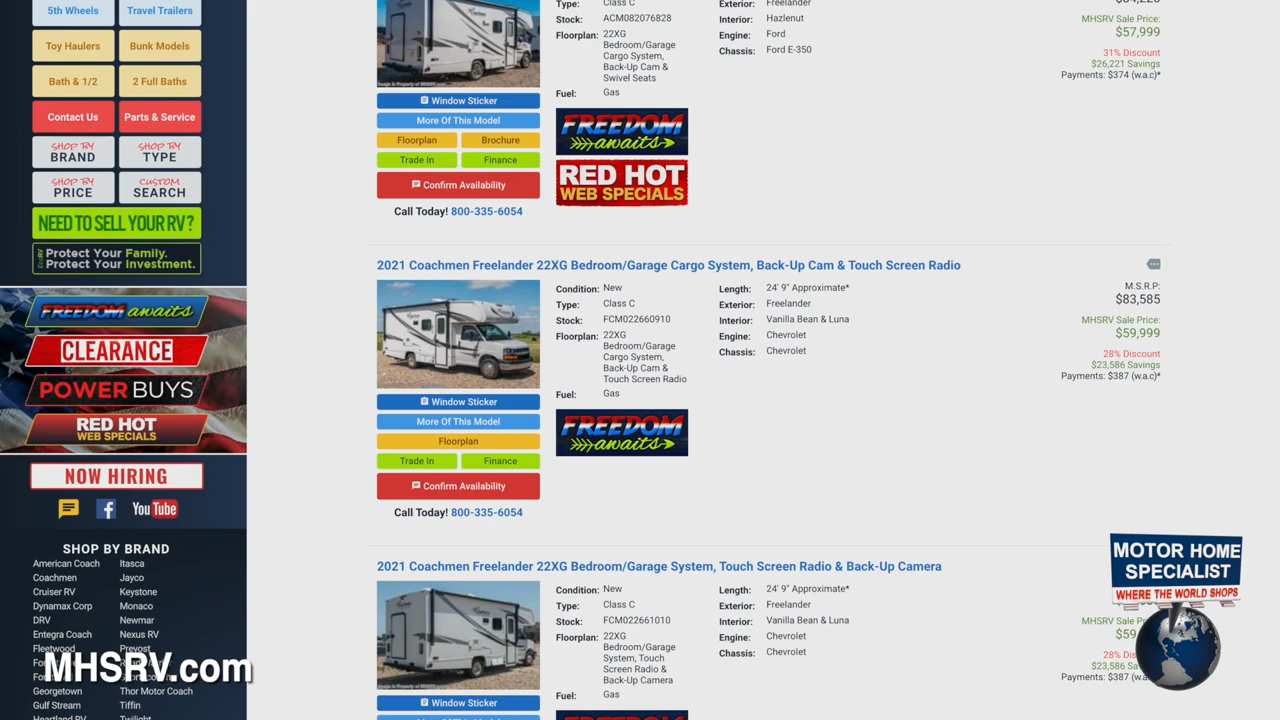 5th Wheels
Travel Trailers
Toy Haulers
Bunk Models
Bath & 1/2
2 Full Baths
Contact Us
Parts & Service
SHOP BY
BRAND
SHOP BY
TYPE
SHOP BY
PRICE
CUSTOM
SEARCH
NEED TO SELL YOUR RV?
Protect Your Family.
Protect Your Investment.
FREEDOM awaits
CLEARANCE
POWER BUYS
RED HOT
WEB SPECIALS
NOW HIRING
YouTube
SHOP BY BRAND
American Coach
Itasca
Coachmen
Jayco
Cruiser RV
Keystone
Dynamax Corp
Monaco
DRV
Newmar
Entegra Coach
Nexus RV
Fleetwood
Prevost
MHSRV.com
Georgetown
Thor Motor Coach
Gulf Stream
Tiffin
Heartland RV
Twilight
Type: Class C
Stock: ACM082076828
Floorplan: 22XG
Bedroom/Garage
Cargo System,
Back-Up Cam &
Swivel Seats
Fuel: Gas
Exterior: Freelander
Interior: Hazlenut
Engine: Ford
Chassis: Ford E-350
MHSRV Sale Price:
$57,999
31% Discount
$26,221 Savings
Payments: $374 (w.a.c)*
Window Sticker
More Of This Model
Floorplan
Brochure
Trade In
Finance
Confirm Availability
Call Today! 800-335-6054
FREEDOM
awaits
RED HOT
WEB SPECIALS
2021 Coachmen Freelander 22XG Bedroom/Garage Cargo System, Back-Up Cam & Touch Screen Radio
Condition: New
Type: Class C
Stock: FCM022660910
Floorplan: 22XG
Bedroom/Garage
Cargo System,
Back-Up Cam &
Touch Screen Radio
Fuel: Gas
Length: 24' 9" Approximate*
Exterior: Freelander
Interior: Vanilla Bean & Luna
Engine: Chevrolet
Chassis: Chevrolet
M.S.R.P:
$83,585
MHSRV Sale Price:
$59,999
28% Discount
$23,586 Savings
Payments: $387 (w.a.c)*
Window Sticker
More Of This Model
Floorplan
Trade In
Finance
Confirm Availability
Call Today! 800-335-6054
FREEDOM
awaits
2021 Coachmen Freelander 22XG Bedroom/Garage System, Touch Screen Radio & Back-Up Camera
Condition: New
Type: Class C
Stock: FCM022661010
Floorplan: 22XG
Bedroom/Garage
System, Touch
Screen Radio &
Back-Up Camera
Fuel: Gas
Length: 24' 9" Approximate*
Exterior: Freelander
Interior: Vanilla Bean & Luna
Engine: Chevrolet
Chassis: Chevrolet
MHSRV Sale
$59
28%
$23,586
Payments: $387
Window Sticker
MOTOR HOME
SPECIALIST
WHERE THE WORLD SHOPS